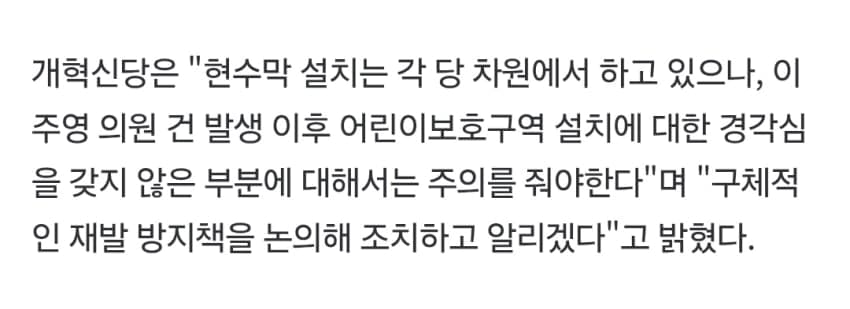 개혁신당은 "현수막 설치는 각 당 차원에서 하고 있으나, 이
주영 의원 건 발생 이후 어린이보호구역 설치에 대한 경각심
을 갖지 않은 부분에 대해서는 주의를 줘야한다"며 "구체적
인 재발 방지책을 논의해 조치하고 알리겠다"고 밝혔다.